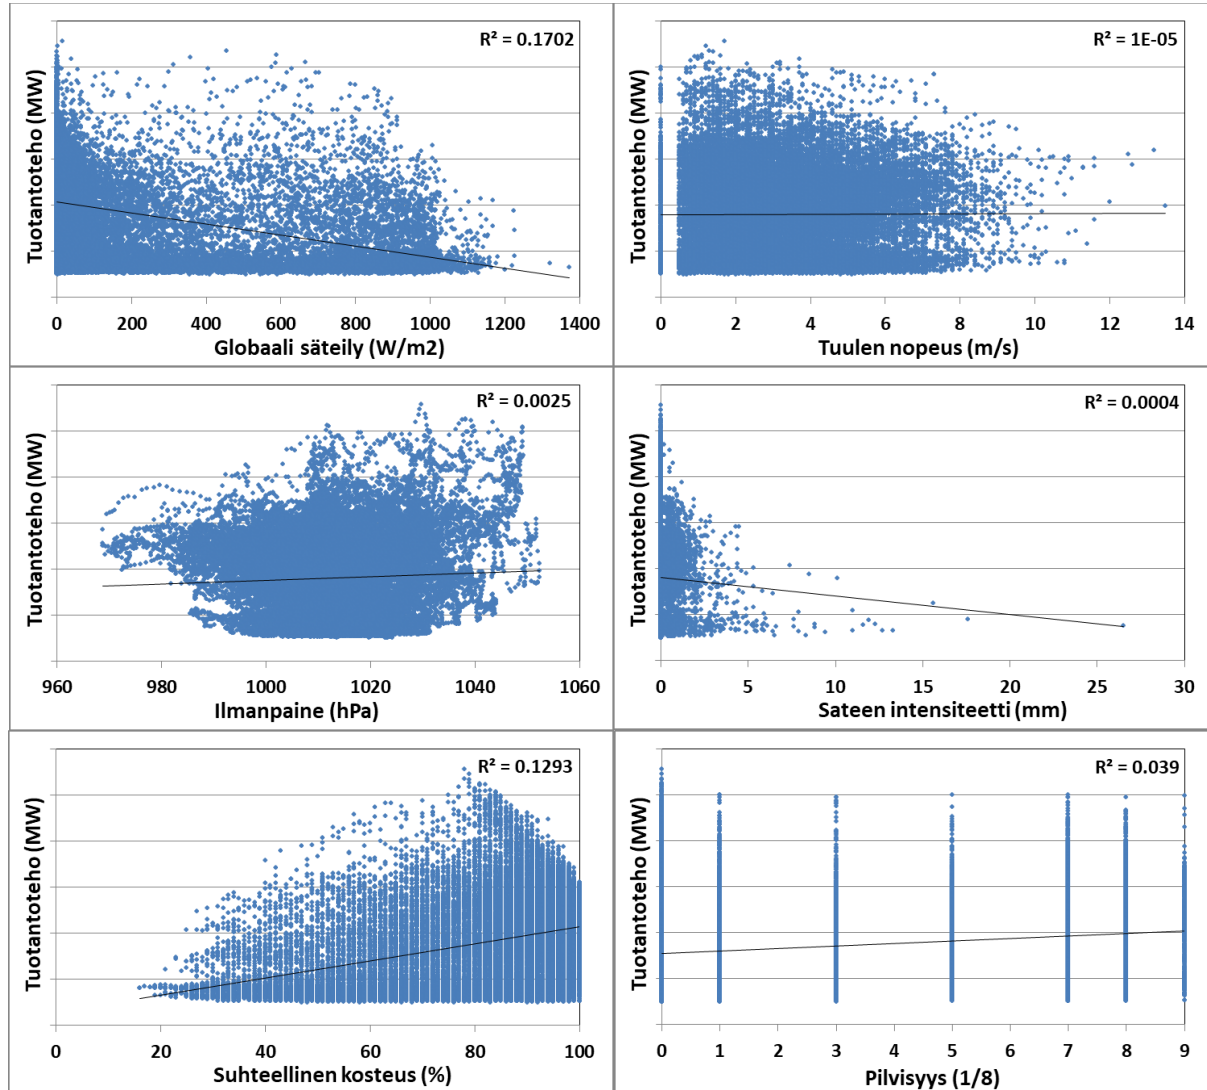 R² = 0.1702
Tuotantoteho (MW)
0 200 400 600 800 1000 1200 1400
Globaali säteily (W/m2)
R² = 1E-05
Tuotantoteho (MW)
0 2 4 6 8 10 12 14
Tuulen nopeus (m/s)
R² = 0.0025
Tuotantoteho (MW)
960 980 1000 1020 1040 1060
Ilmanpaine (hPa)
R² = 0.0004
Tuotantoteho (MW)
0 5 10 15 20 25 30
Sateen intensiteetti (mm)
R² = 0.1293
Tuotantoteho (MW)
0 20 40 60 80 100
Suhteellinen kosteus (%)
R² = 0.039
Tuotantoteho (MW)
0 1 2 3 4 5 6 7 8 9
Pilvisyys (1/8)